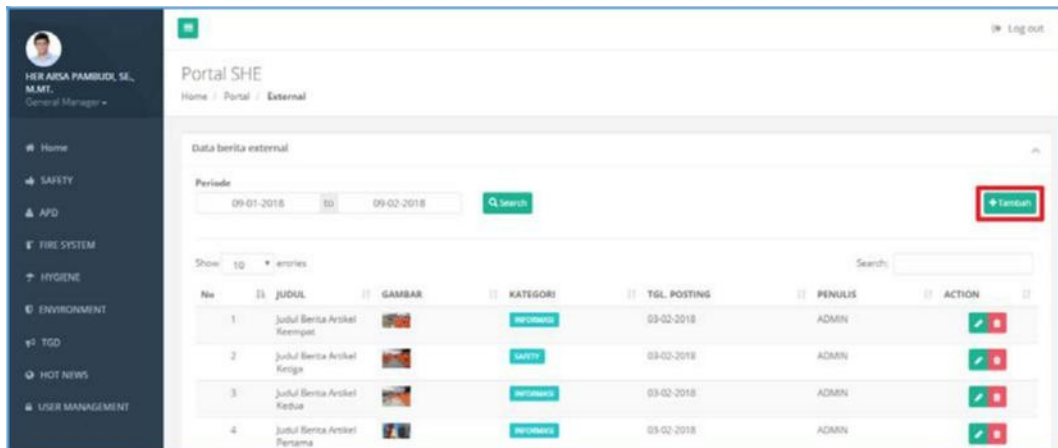 Log out
HER ARSA PAMBUDI, SE.,
M.MT.
General Manager
Portal SHE
Home / Portal / External
Home
SAFETY
APD
FIRE SYSTEM
HYGIENE
ENVIRONMENT
TGD
HOT NEWS
USER MANAGEMENT
Data berita external
Periode
09-01-2018 to 09-02-2018 Search +Tambah
Show 10 entries Search:
No JUDUL GAMBAR KATEGORI TGL. POSTING PENULIS ACTION
1 Judul Berita Artikel INFORMASI 03-02-2018 ADMIN
Keempat
2 Judul Berita Artikel SAFETY 03-02-2018 ADMIN
Ketiga
3 Judul Berita Artikel INFORMASI 03-02-2018 ADMIN
Kedua
4 Judul Berita Artikel INFORMASI 03-02-2018 ADMIN
Pertama